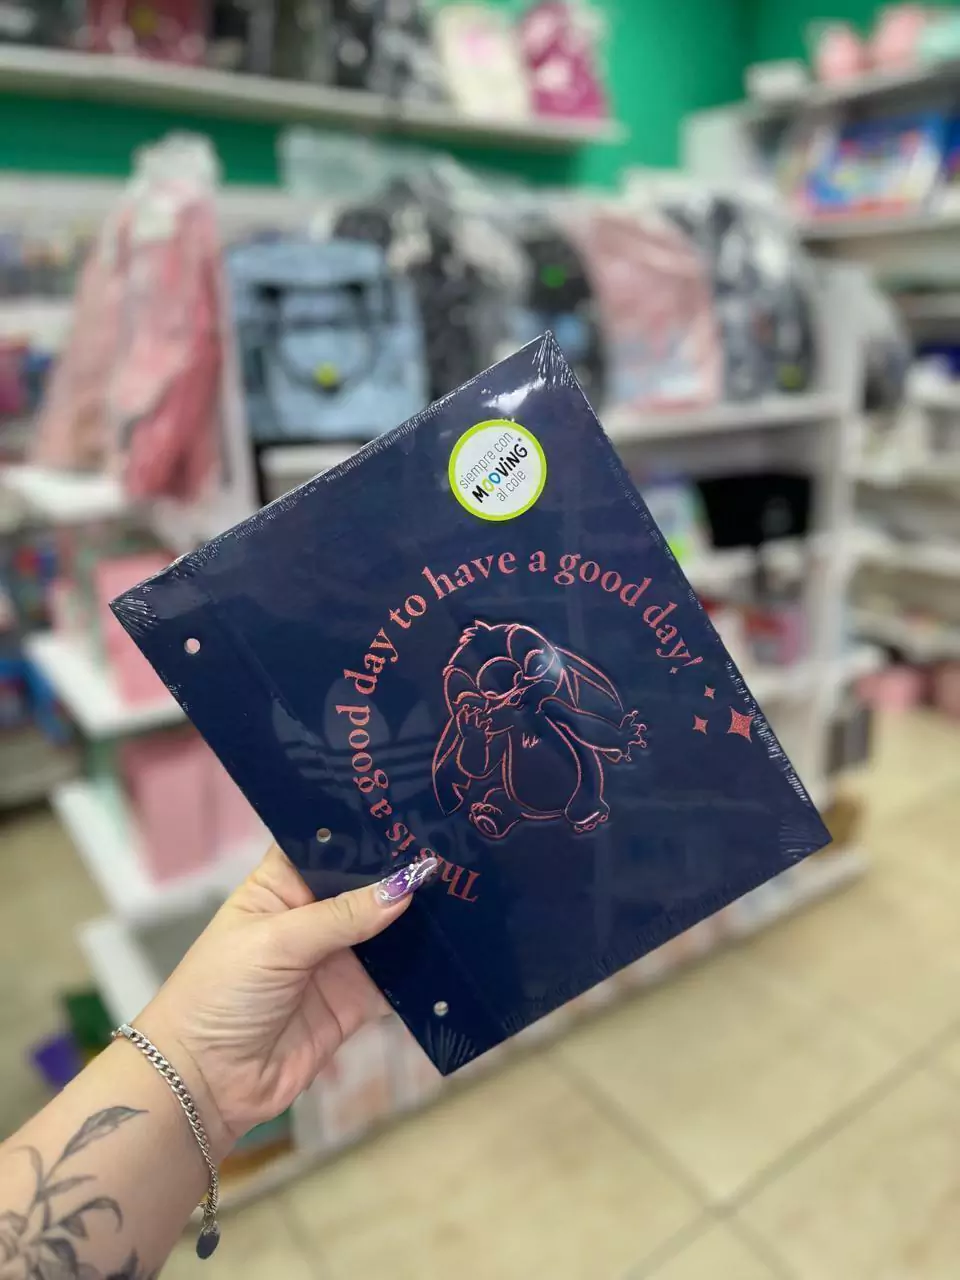 siempre con
MOOViNG®
al cole
This is a good day to have a good day!